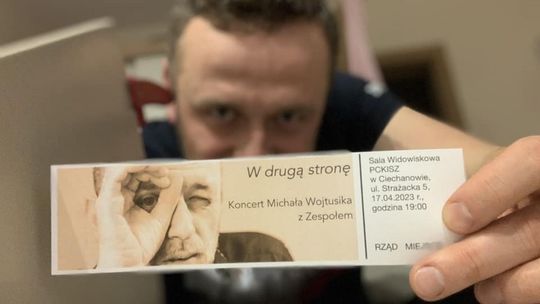 W drugą stronę
Koncert Michała Wojtusika
z Zespołem
Sala Widowiskowa
PCKISZ
w Ciechanowie,
ul. Strażacka 5,
17.04.2023 r.,
godzina 19:00
RZĄD MIEJ